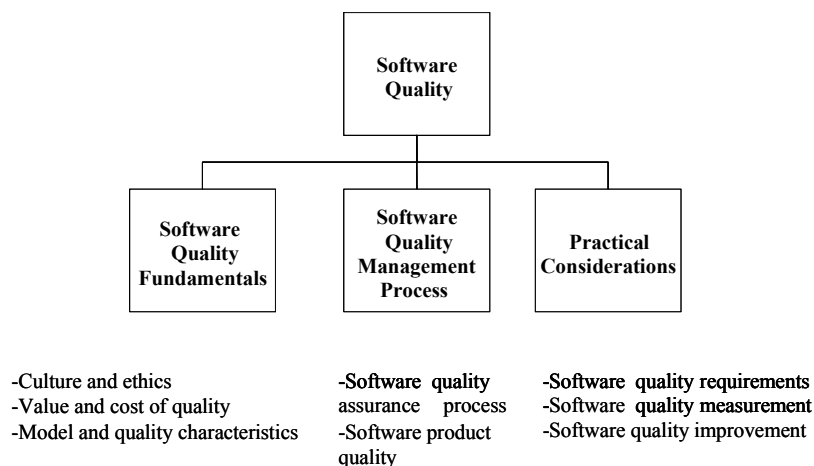 Software
Quality
Software
Quality
Fundamentals
Software
Quality
Management
Process
Practical
Considerations
-Culture and ethics
-Value and cost of quality
-Model and quality characteristics
-Software quality
assurance process
-Software product
quality
-Software quality requirements
-Software quality measurement
-Software quality improvement